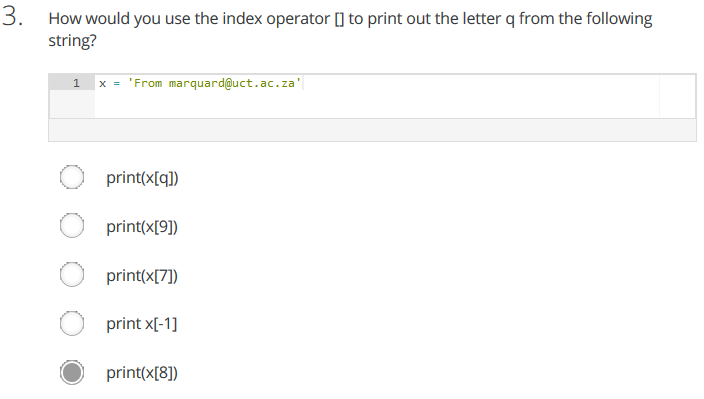 3. How would you use the index operator [] to print out the letter q from the following
string?
1 x = 'From marquard@uct.ac.za'
print(x[q])
print(x[9])
print(x[7])
print x[-1]
print(x[8])